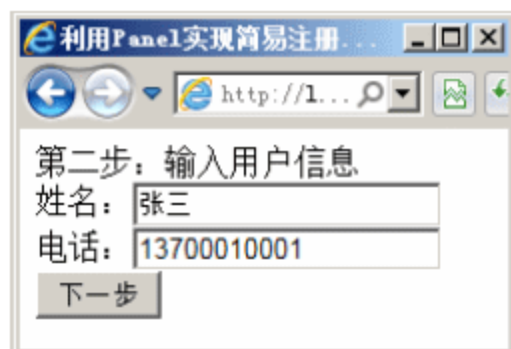 利用Panel实现简易注册...
http://1...
第二步：输入用户信息
姓名：张三
电话：13700010001
下一步